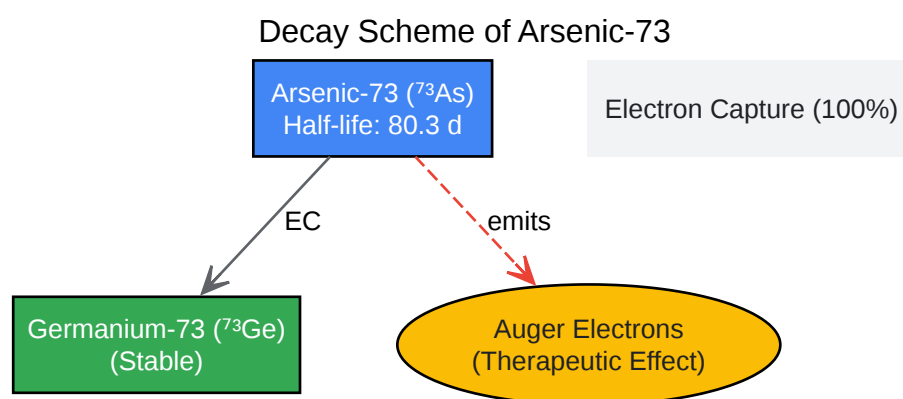 Decay Scheme of Arsenic-73
Arsenic-73 (⁷³As)
Half-life: 80.3 d
Electron Capture (100%)
EC
emits
Germanium-73 (⁷³Ge)
(Stable)
Auger Electrons
(Therapeutic Effect)